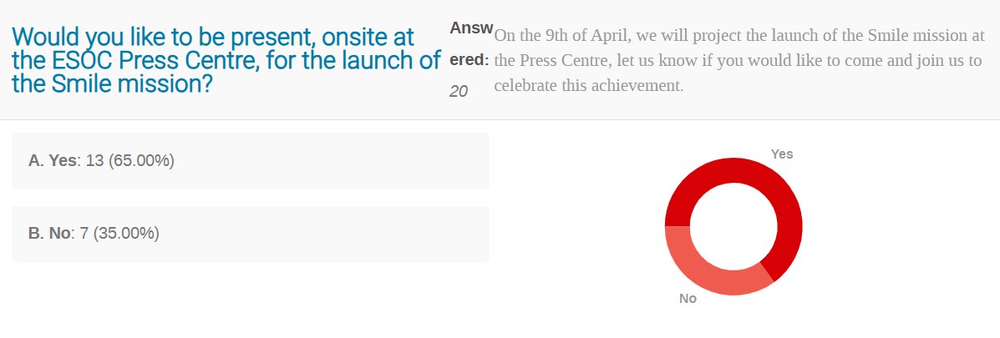 Would you like to be present, onsite at
the ESOC Press Centre, for the launch of
the Smile mission?
Answ
ered:
20
On the 9th of April, we will project the launch of the Smile mission at
the Press Centre, let us know if you would like to come and join us to
celebrate this achievement.
A. Yes: 13 (65.00%)
B. No: 7 (35.00%)
Yes
No